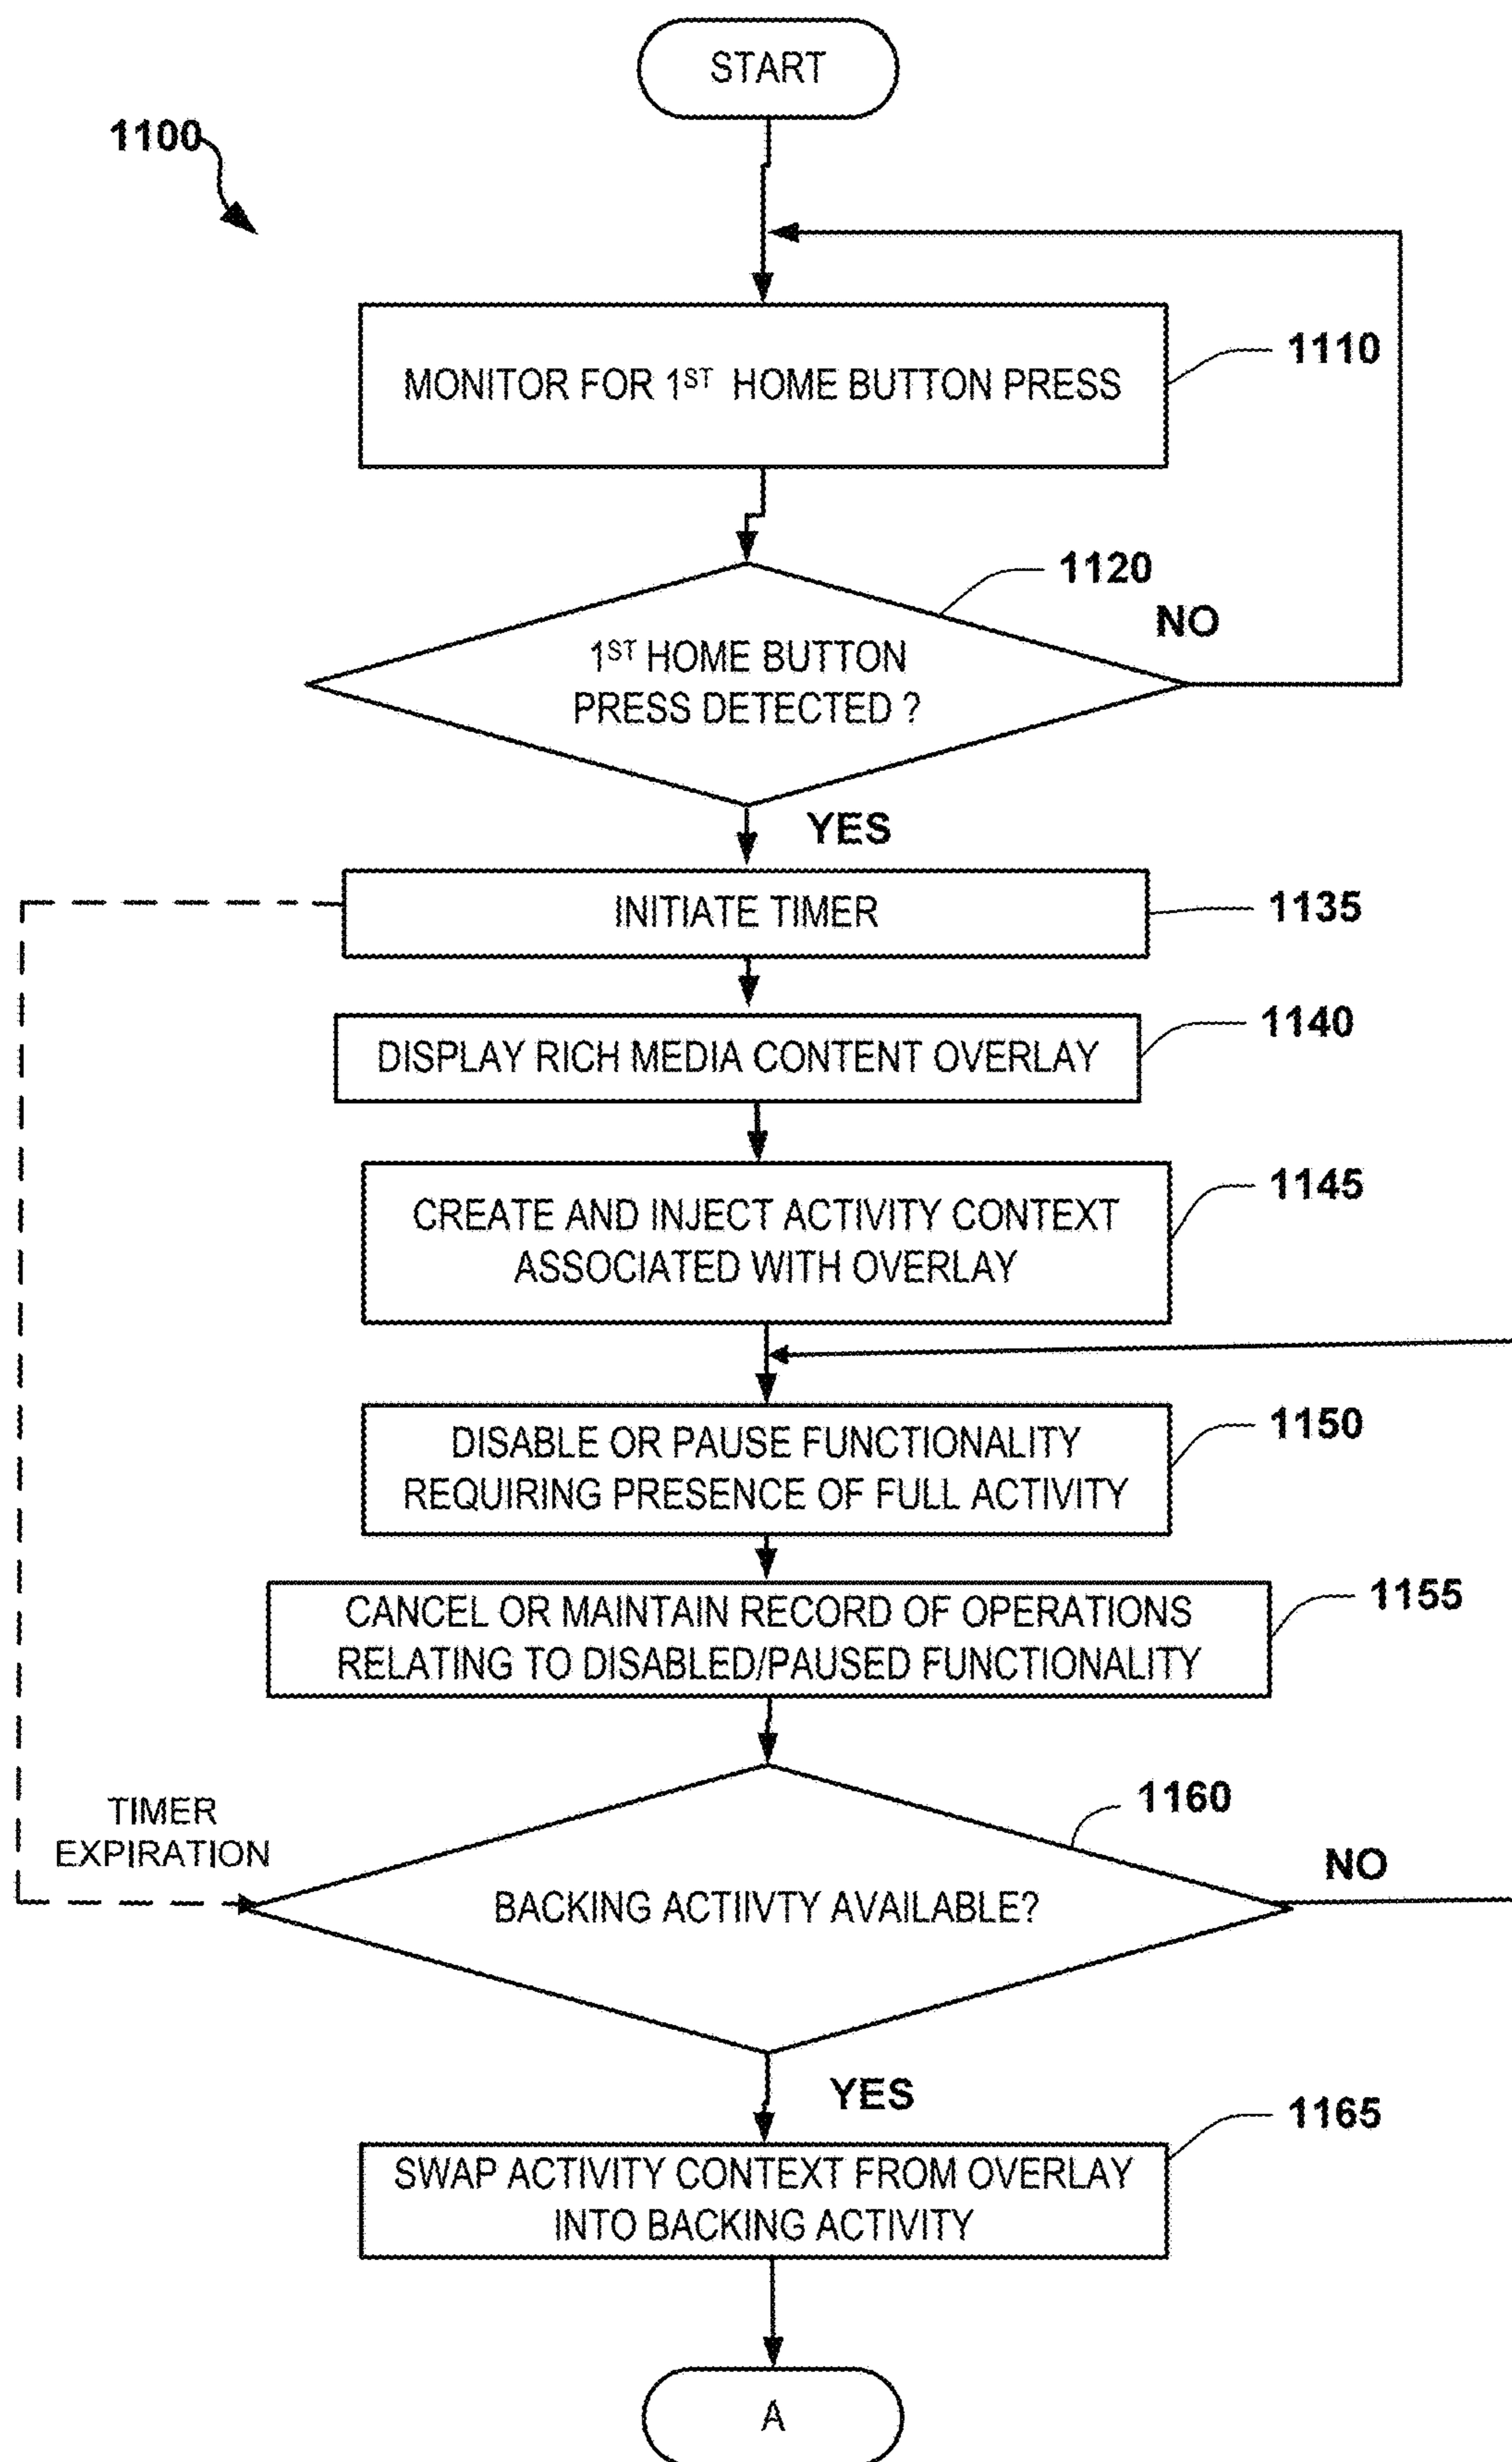 START
1100
MONITOR FOR 1ST HOME BUTTON PRESS
1110
1120
NO
1ST HOME BUTTON
PRESS DETECTED ?
YES
INITIATE TIMER
1135
DISPLAY RICH MEDIA CONTENT OVERLAY
1140
CREATE AND INJECT ACTIVITY CONTEXT
ASSOCIATED WITH OVERLAY
1145
DISABLE OR PAUSE FUNCTIONALITY
REQUIRING PRESENCE OF FULL ACTIVITY
1150
CANCEL OR MAINTAIN RECORD OF OPERATIONS
RELATING TO DISABLED/PAUSED FUNCTIONALITY
1155
TIMER
EXPIRATION
1160
NO
BACKING ACTIIVTY AVAILABLE?
YES
SWAP ACTIVITY CONTEXT FROM OVERLAY
INTO BACKING ACTIVITY
1165
A